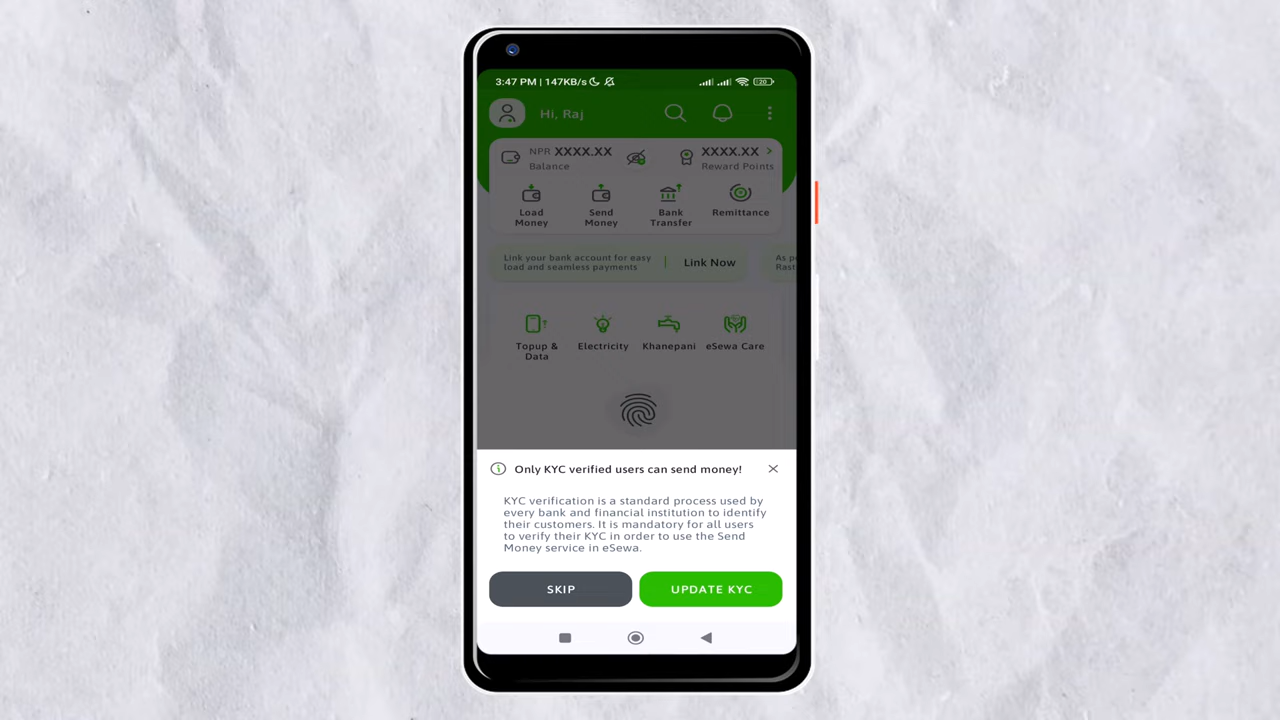 3:47 PM | 147KB/s
20
Hi, Raj
NPR XXXX.XX
Balance
XXXX.XX
Reward Points
Load
Money
Send
Money
Bank
Transfer
Remittance
Link your bank account for easy
load and seamless payments
Link Now
As pe
Rast
Topup &
Data
Electricity
Khanepani
eSewa Care
Only KYC verified users can send money!
KYC verification is a standard process used by
every bank and financial institution to identify
their customers. It is mandatory for all users
to verify their KYC in order to use the Send
Money service in eSewa.
SKIP
UPDATE KYC